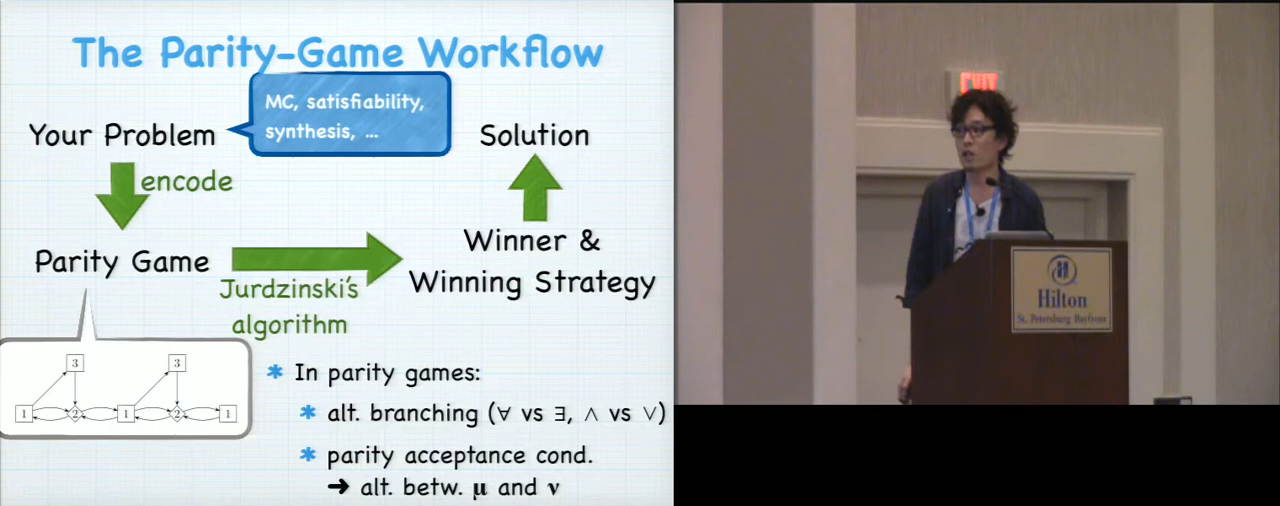 The Parity-Game Workflow
MC, satisfiability,
synthesis, ...
Your Problem
Solution
encode
Winner &
Winning Strategy
Parity Game
Jurdzinski's
algorithm
3
3
1
2
1
2
1
* In parity games:
* alt. branching (∀ vs ∃, ∧ vs ∨)
* parity acceptance cond.
➔ alt. betw. μ and ν
EXIT
Hilton
St. Petersburg Bayfront